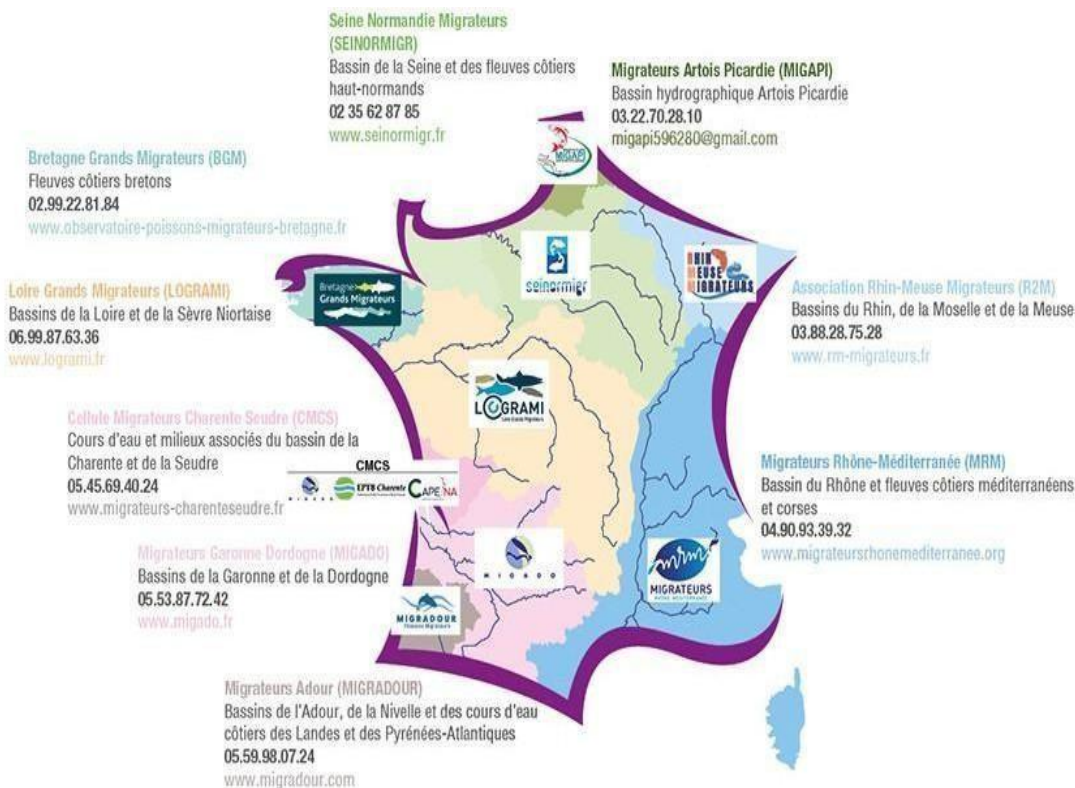 Seine Normandie Migrateurs
(SEINORMIGR)
Bassin de la Seine et des fleuves côtiers
haut-normands
02 35 62 87 85
www.seinormigr.fr
Migrateurs Artois Picardie (MIGAPI)
Bassin hydrographique Artois Picardie
03.22.70.28.10
migapi596280@gmail.com
MIGAPI
Bretagne Grands Migrateurs (BGM)
Fleuves côtiers bretons
02.99.22.81.84
www.observatoire-poissons-migrateurs-bretagne.fr
seinormigr
RHIN
MEUSE
MIGRATEURS
Bretagne
Grands Migrateurs
Loire Grands Migrateurs (LOGRAMI)
Bassins de la Loire et de la Sèvre Niortaise
06.99.87.63.36
www.logrami.fr
Association Rhin-Meuse Migrateurs (R2M)
Bassins du Rhin, de la Moselle et de la Meuse
03.88.28.75.28
www.rm-migrateurs.fr
LOGRAMI
Loire Grands Migrateurs
Cellule Migrateurs Charente Seudre (CMCS)
Cours d'eau et milieux associés du bassin de la
Charente et de la Seudre
05.45.69.40.24
www.migrateurs-charenteseudre.fr
CMCS
MIGADO
EPTB Charente
CAPENA
Migrateurs Rhône-Méditerranée (MRM)
Bassin du Rhône et fleuves côtiers méditerranéens
et corses
04.90.93.39.32
www.migrateursrhonemediterranee.org
Migrateurs Garonne Dordogne (MIGADO)
Bassins de la Garonne et de la Dordogne
05.53.87.72.42
www.migado.fr
MIGADO
mrm
MIGRATEURS
RHÔNE MÉDITERRANÉE
MIGRADOUR
Poissons Migrateurs
Migrateurs Adour (MIGRADOUR)
Bassins de l'Adour, de la Nivelle et des cours d'eau
côtiers des Landes et des Pyrénées-Atlantiques
05.59.98.07.24
www.migradour.com